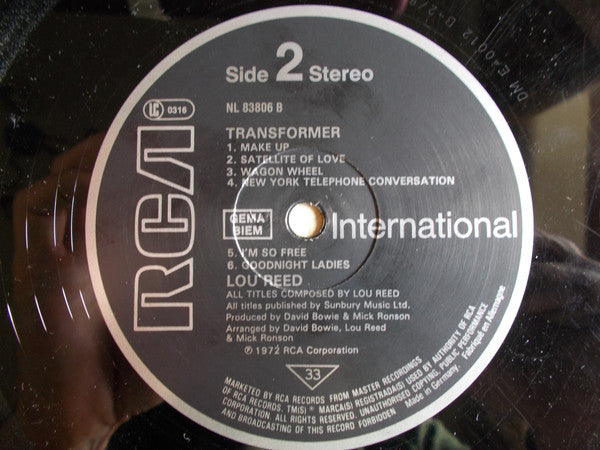 Side 2 Stereo
LC 0316
NL 83806 B
RCA
TRANSFORMER
1. MAKE UP
2. SATELLITE OF LOVE
3. WAGON WHEEL
4. NEW YORK TELEPHONE CONVERSATION
GEMA
BIEM
International
5. I'M SO FREE
6. GOODNIGHT LADIES
LOU REED
ALL TITLES COMPOSED BY LOU REED
All titles published by Sunbury Music Ltd.
Produced by David Bowie & Mick Ronson
Arranged by David Bowie, Lou Reed
& Mick Ronson
℗ 1972 RCA Corporation
33
MARKETED BY RCA RECORDS FROM MASTER RECORDINGS
OF RCA RECORDS. TM(S) ® MARCA(S) REGISTRADA(S) USED BY AUTHORITY OF RCA
CORPORATION. ALL RIGHTS RESERVED. UNAUTHORISED COPYING, PUBLIC PERFORMANCE
AND BROADCASTING OF THIS RECORD FORBIDDEN
Made in Germany. Fabriqué en Allemagne